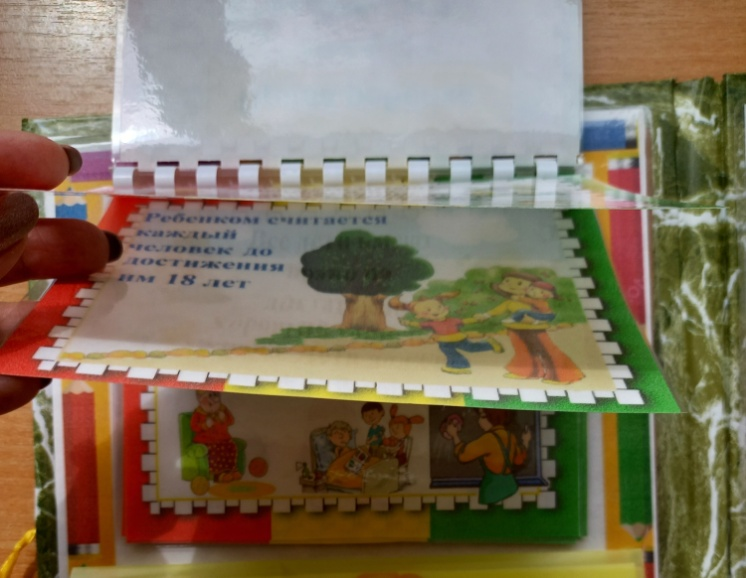 Ребенком считается
каждый
человек до
достижения
им 18 лет